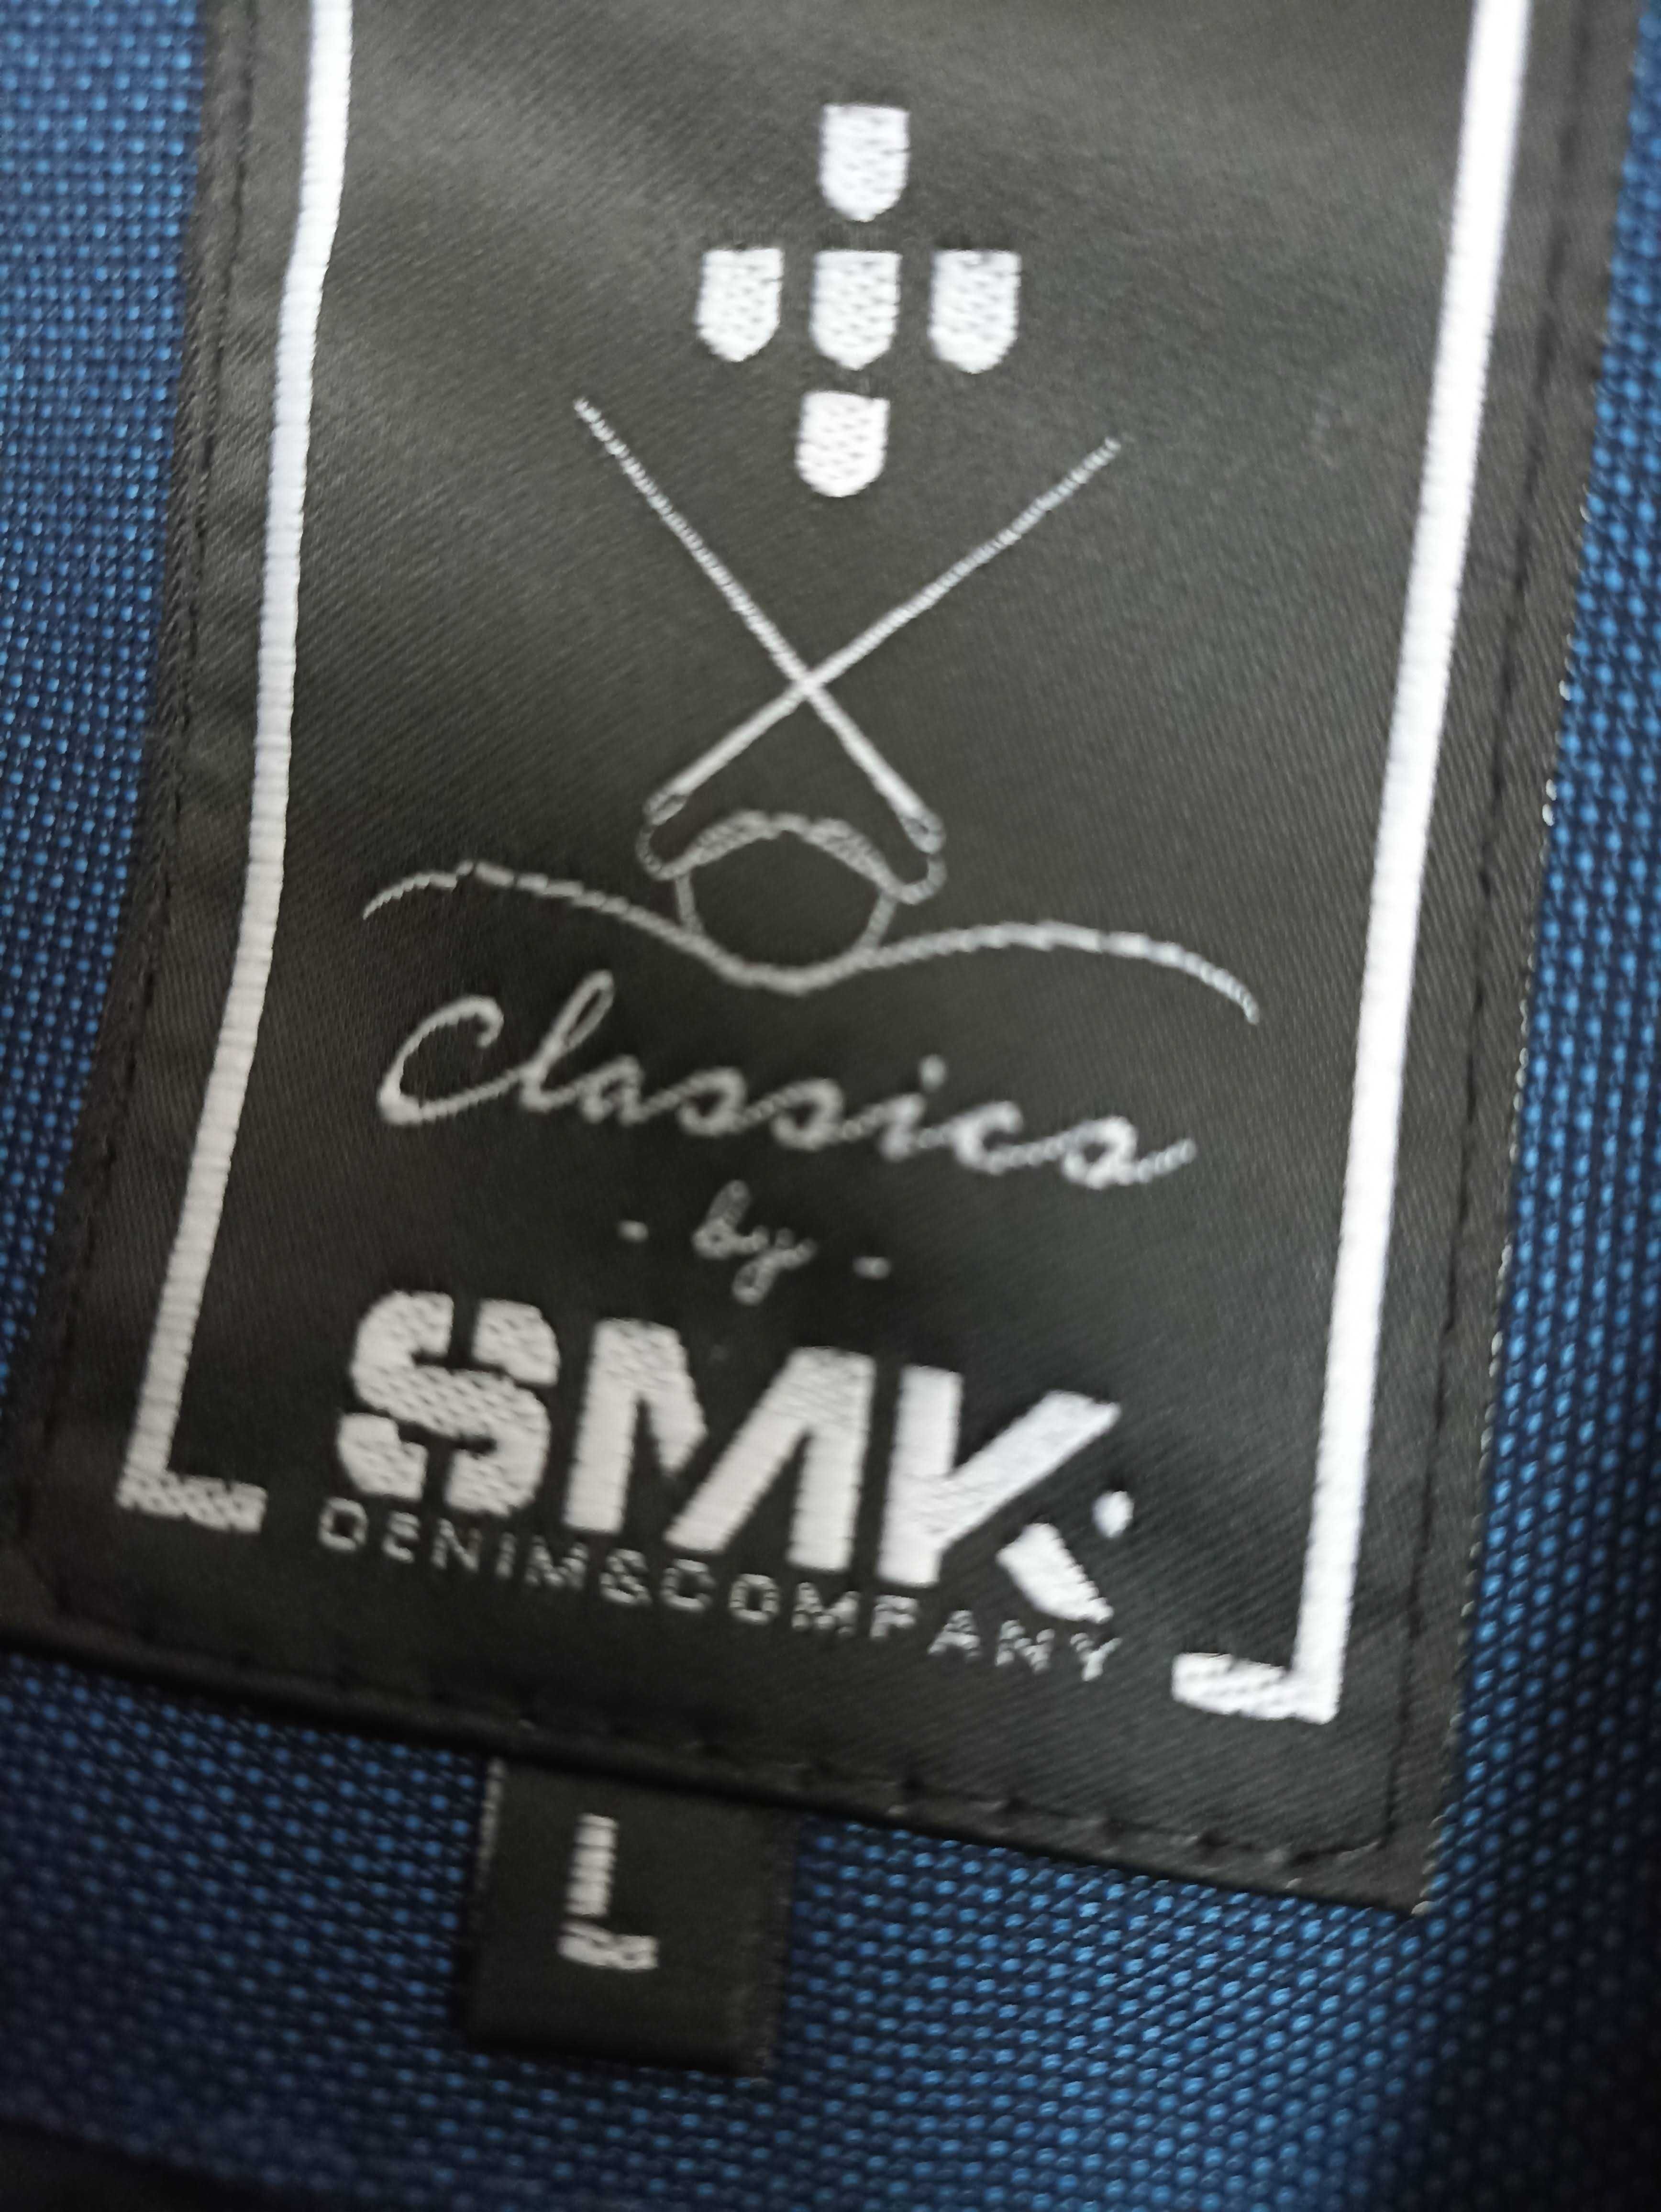 Classics
- by -
SMK
DENIM&COMPANY
L